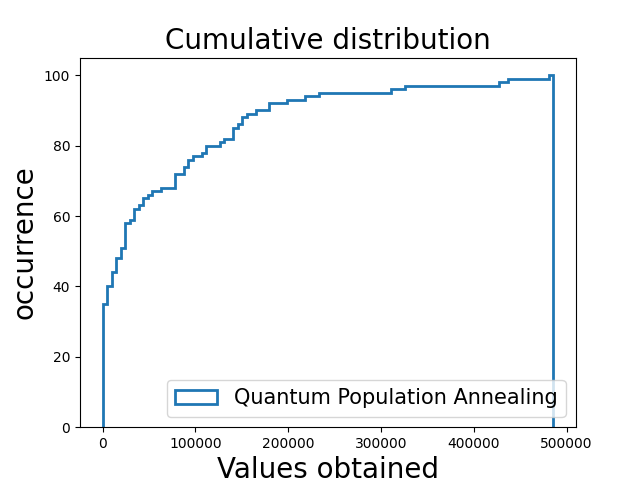 Cumulative distribution
occurrence
100
80
60
40
20
0
Quantum Population Annealing
0 100000 200000 300000 400000 500000
Values obtained